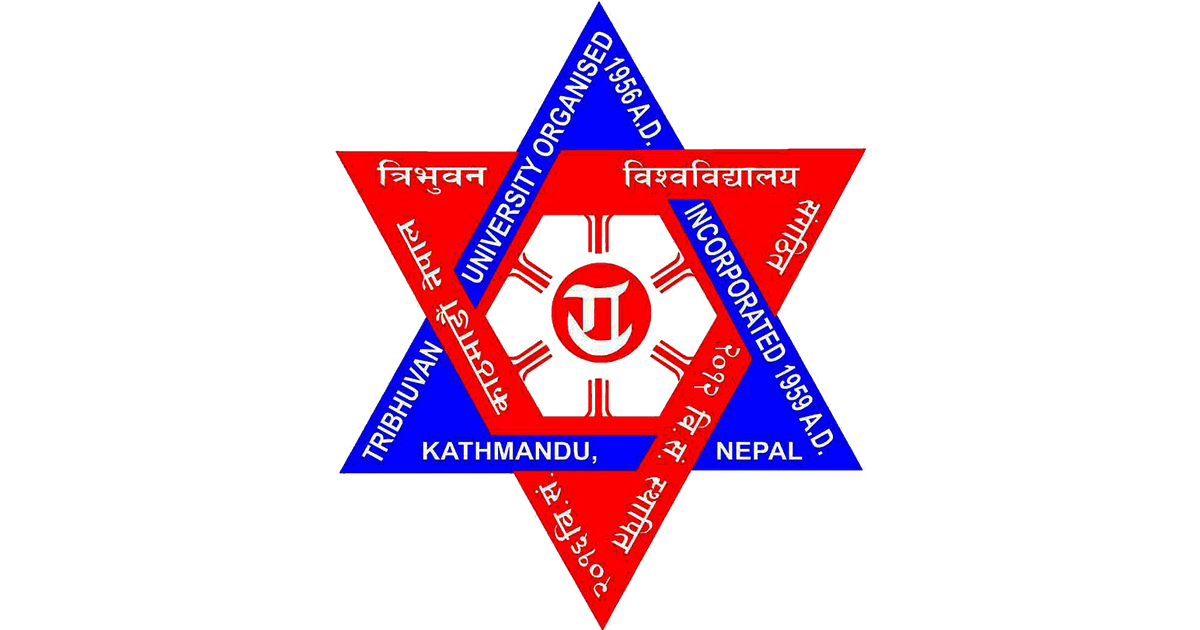 त्रिभुवन विश्वविद्यालय
काठमाडौं नेपाल
संगठित
२०१२ वि.सं. स्थापित
२०१६ वि.सं.
TRIBHUVAN UNIVERSITY ORGANISED
1956 A.D.
INCORPORATED 1959 A.D.
KATHMANDU, NEPAL